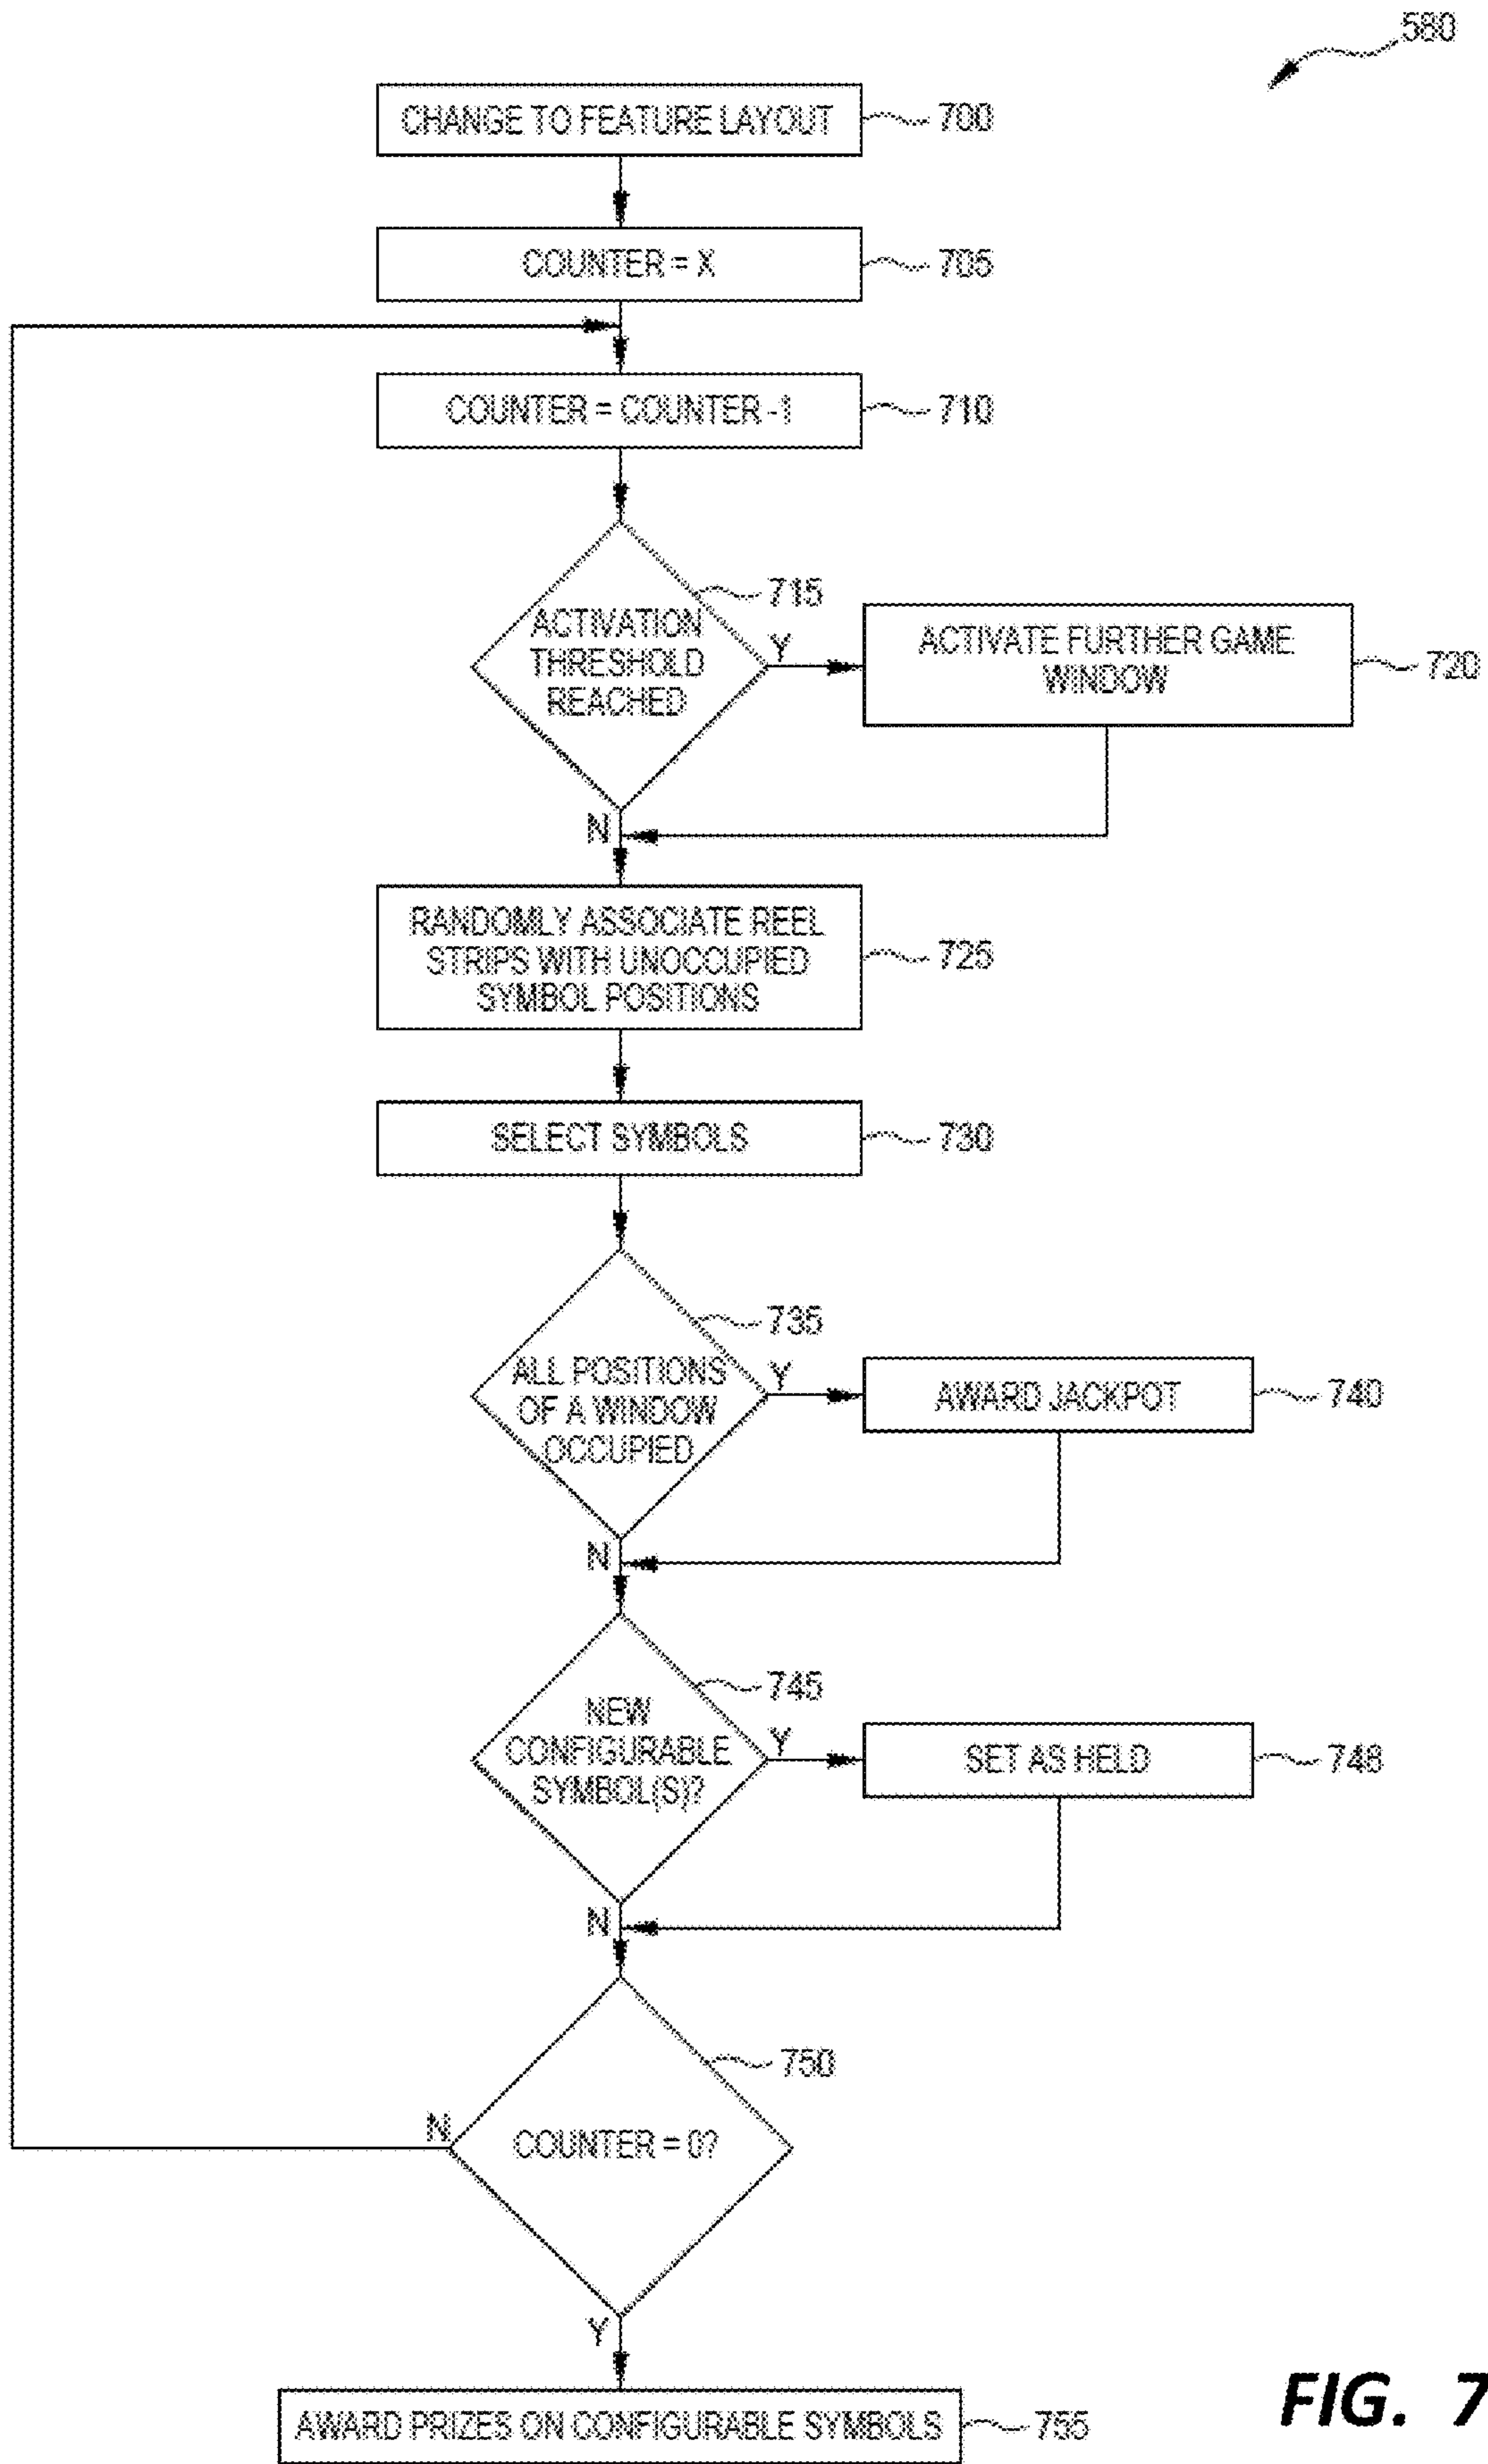 580
CHANGE TO FEATURE LAYOUT
700
COUNTER = X
705
COUNTER = COUNTER -1
710
715
ACTIVATION
THRESHOLD
REACHED
Y
ACTIVATE FURTHER GAME
WINDOW
720
N
RANDOMLY ASSOCIATE REEL
STRIPS WITH UNOCCUPIED
SYMBOL POSITIONS
725
SELECT SYMBOLS
730
735
ALL POSITIONS
OF A WINDOW
OCCUPIED
Y
AWARD JACKPOT
740
N
745
NEW
CONFIGURABLE
SYMBOL(S)?
Y
SET AS HELD
748
N
750
N
COUNTER = 0?
Y
AWARD PRIZES ON CONFIGURABLE SYMBOLS
755
FIG. 7